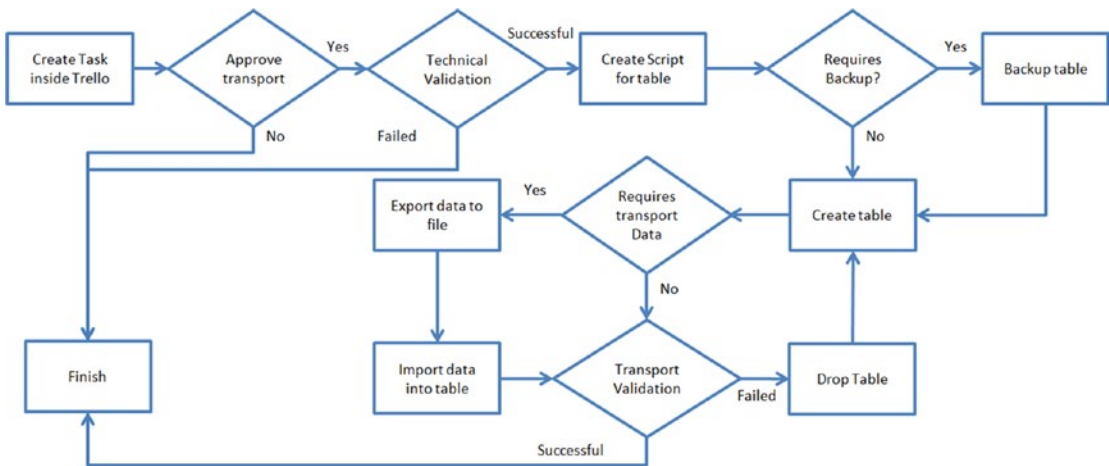 Create Task
inside Trello
Approve
transport
Yes
Technical
Validation
Successful
Create Script
for table
Requires
Backup?
Yes
Backup table
No
Failed
No
Export data to
file
Yes
Requires
transport
Data
Create table
No
Finish
Import data
into table
Transport
Validation
Failed
Drop Table
Successful